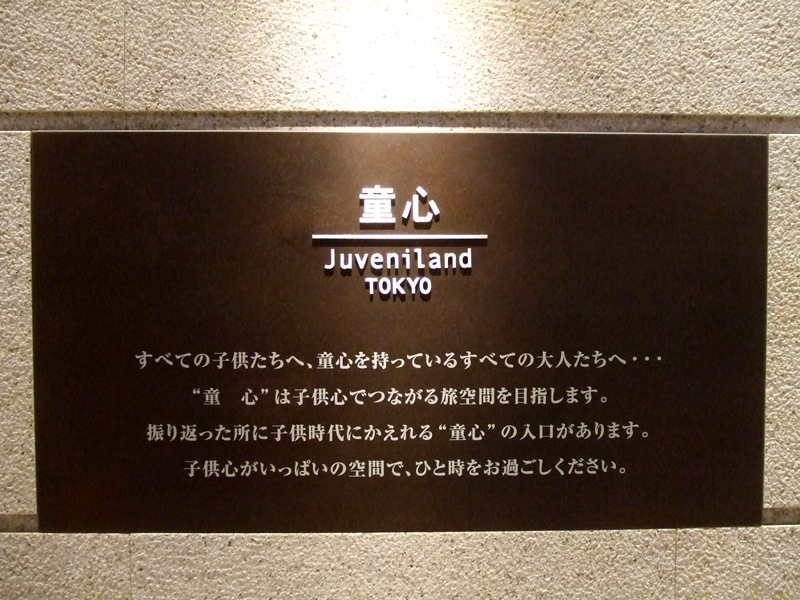 童心
Juveniland
TOKYO
すべての子供たちへ、童心を持っているすべての大人たちへ・・・
“童　心”は子供心でつながる旅空間を目指します。
振り返った所に子供時代にかえれる“童心”の入口があります。
子供心がいっぱいの空間で、ひと時をお過ごしください。